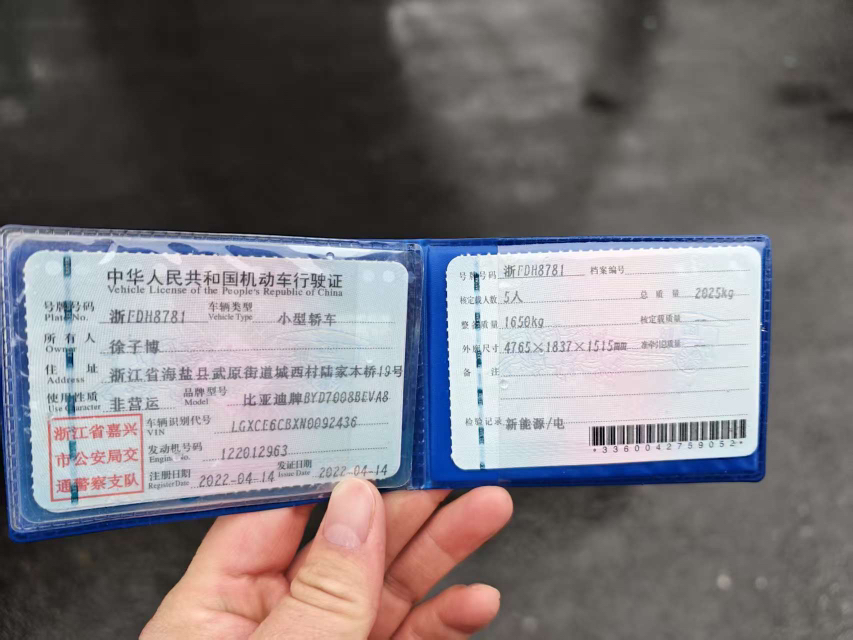 中华人民共和国机动车行驶证
Vehicle License of the People's Republic of China
号牌号码 浙FDH8781 车辆类型 小型轿车
Plate No. Vehicle Type
所有人 徐子博
Owner
住址 浙江省海盐县武原街道城西村陆家本桥19号
Address
使用性质 非营运 品牌型号 比亚迪牌BYD7008BEVA8
Use Character Model
浙江省嘉兴
市公安局交
通警察支队
车辆识别代号 LGXCE6CBXN0092436
VIN
发动机号码 122012963
Engine No.
注册日期 2022-04-14 发证日期 2022-04-14
Register Date Issue Date
号牌号码 浙FDH8781 档案编号
核定载人数 5人 总质量 2025kg
整备质量 1650kg 核定载质量
外廓尺寸 4765×1837×1515mm 准牵引总质量
备注
检验记录 新能源/电
*3360042759052*